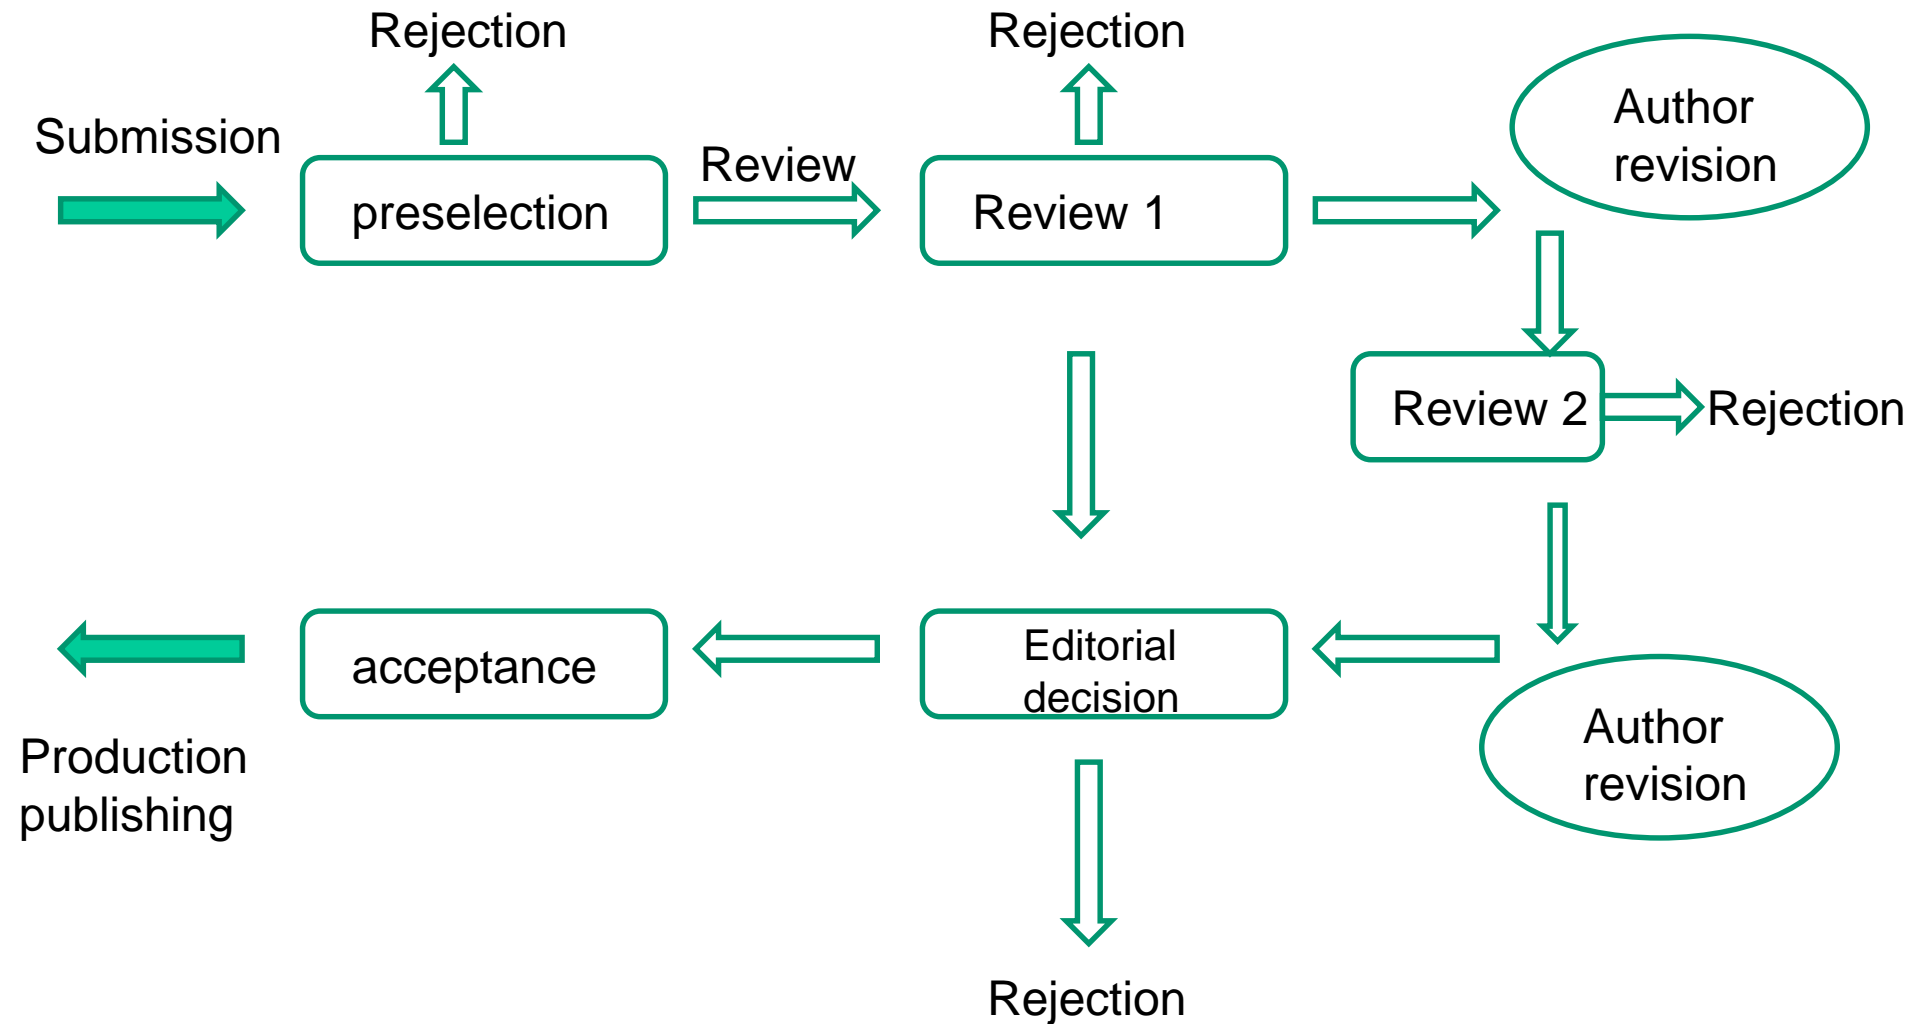 Rejection
Rejection
Submission
Author
revision
Review
preselection
Review 1
Review 2
Rejection
acceptance
Editorial
decision
Author
revision
Production
publishing
Rejection